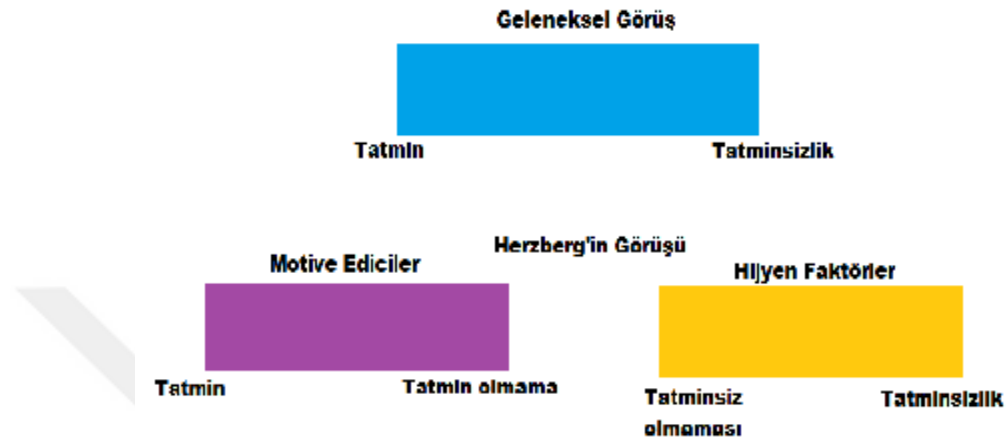 Geleneksel Görüş
Tatmin
Tatminsizlik
Herzberg'in Görüşü
Motive Ediciler
Hijyen Faktörler
Tatmin
Tatmin olmama
Tatminsiz
olmaması
Tatminsizlik